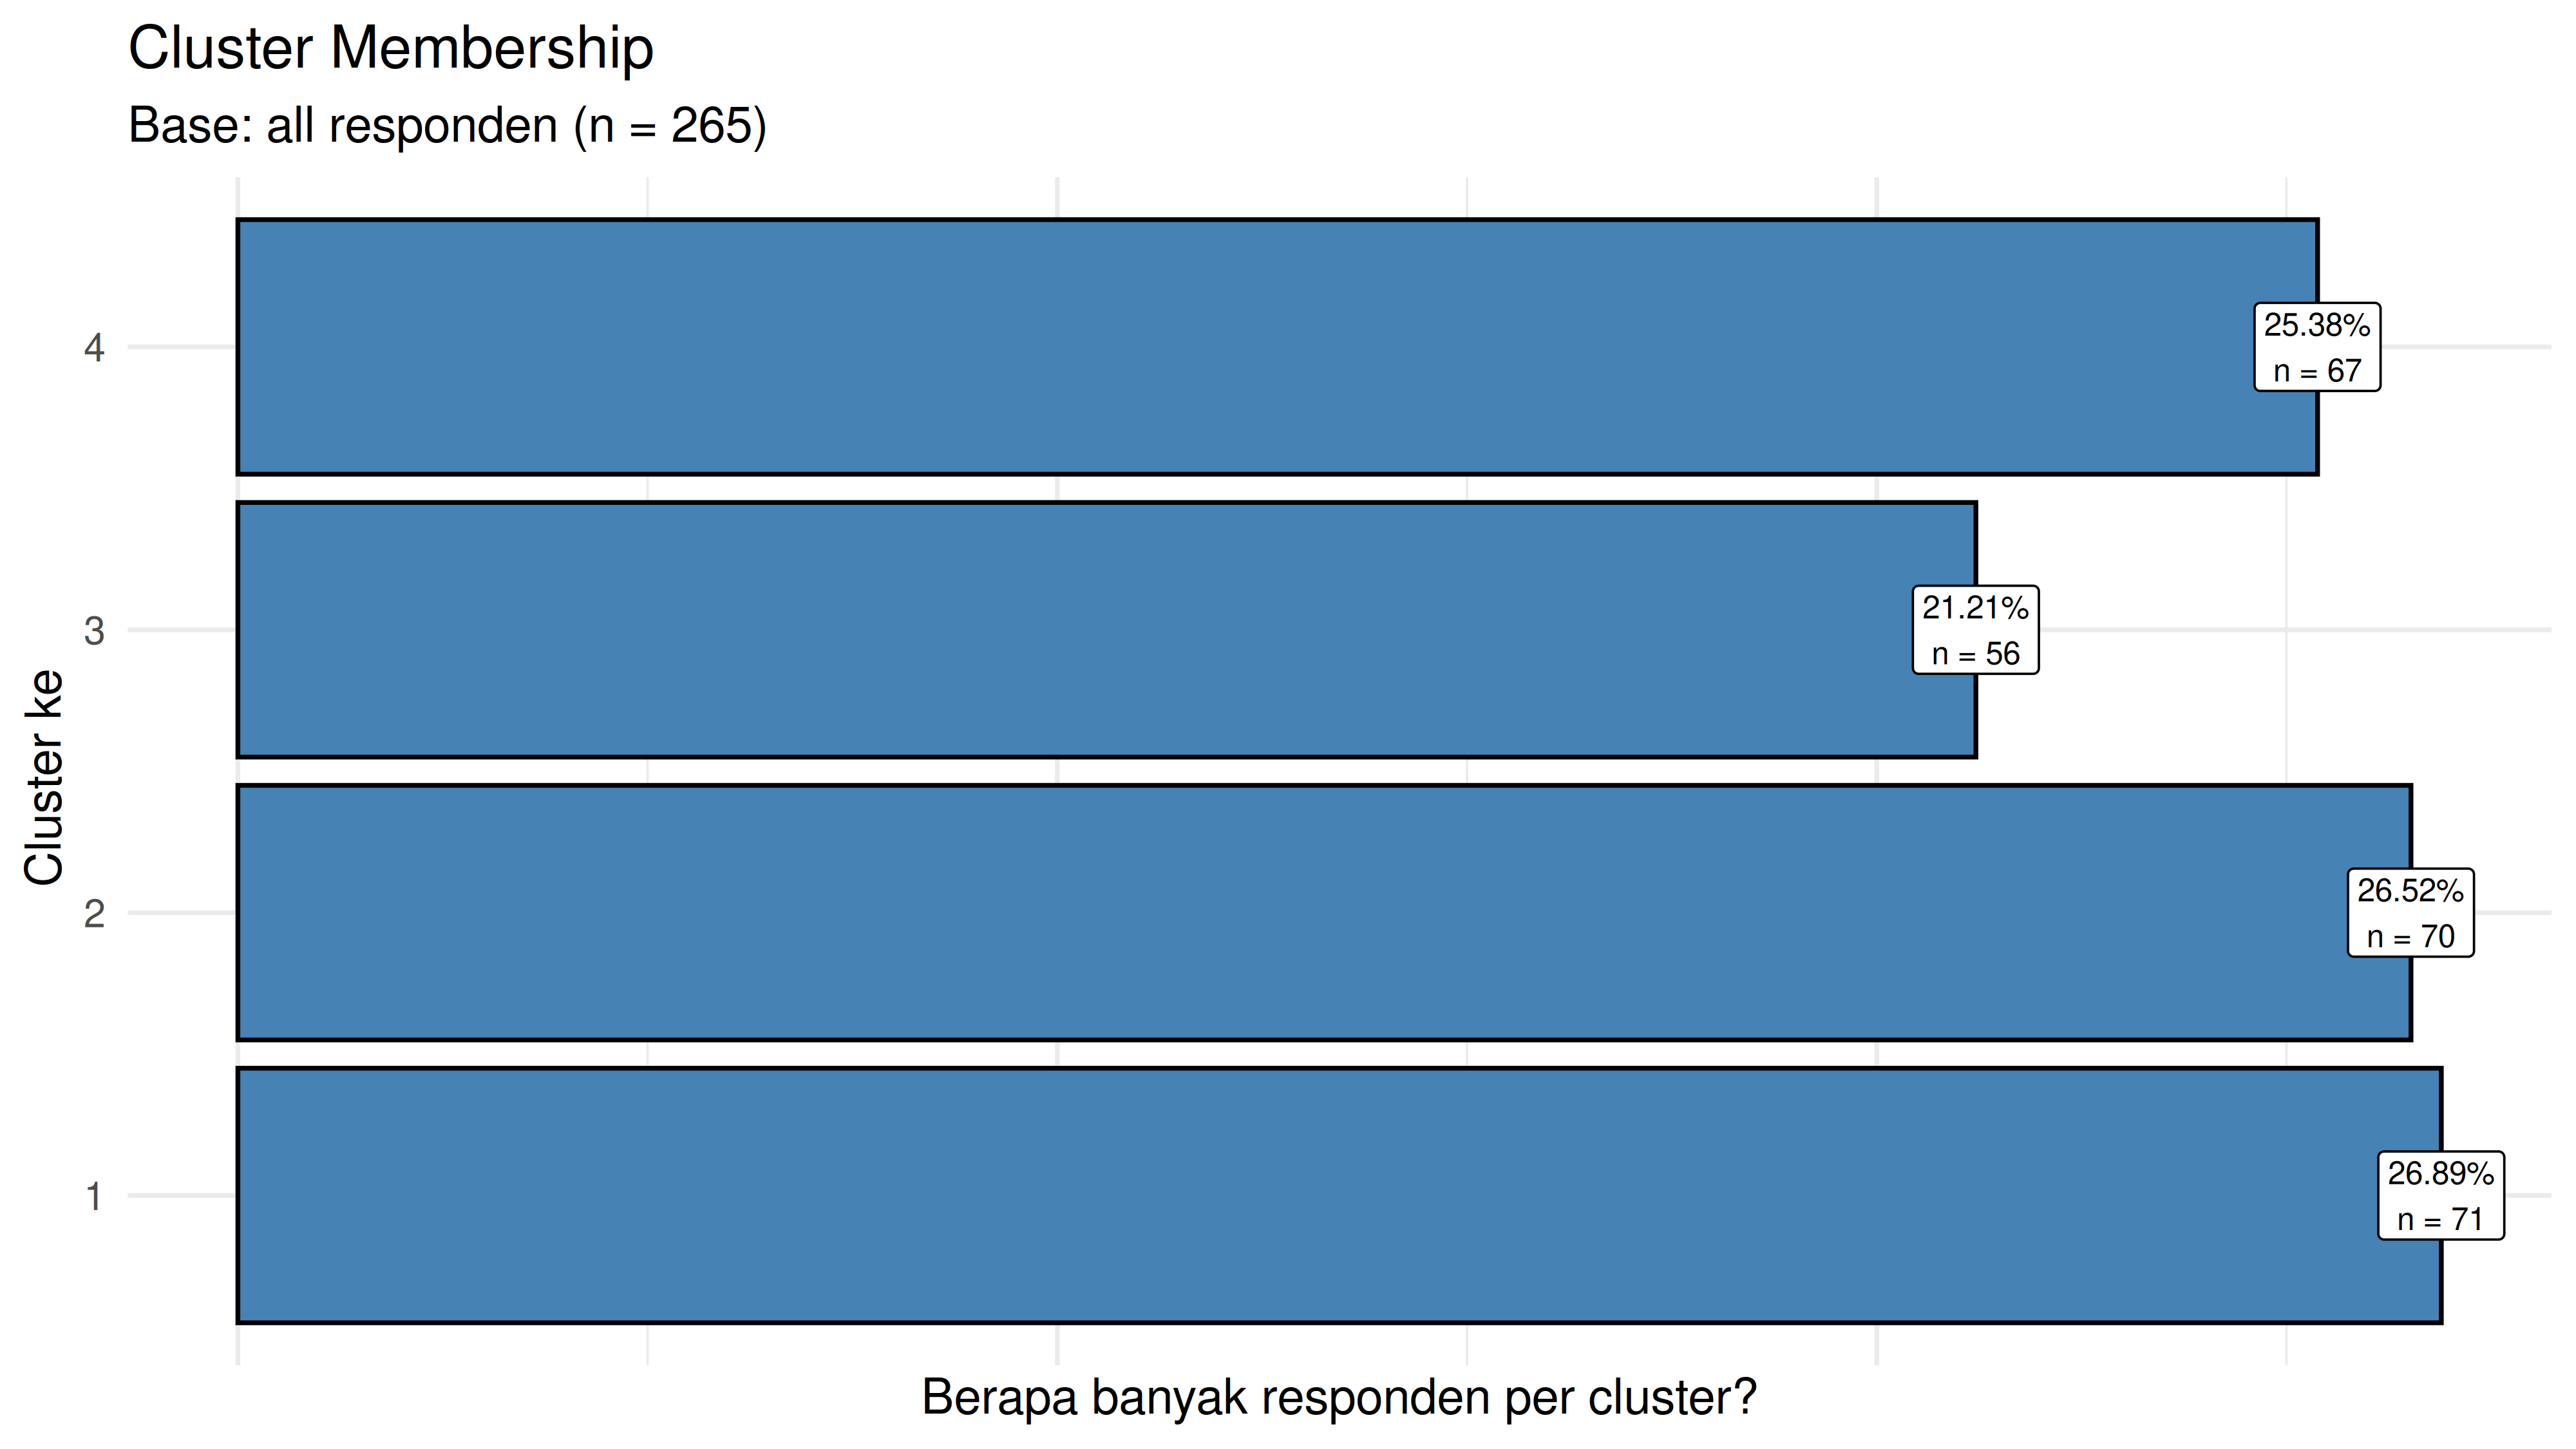 Cluster Membership
Base: all responden (n = 265)
Cluster ke
4
25.38%
n = 67
3
21.21%
n = 56
2
26.52%
n = 70
1
26.89%
n = 71
Berapa banyak responden per cluster?